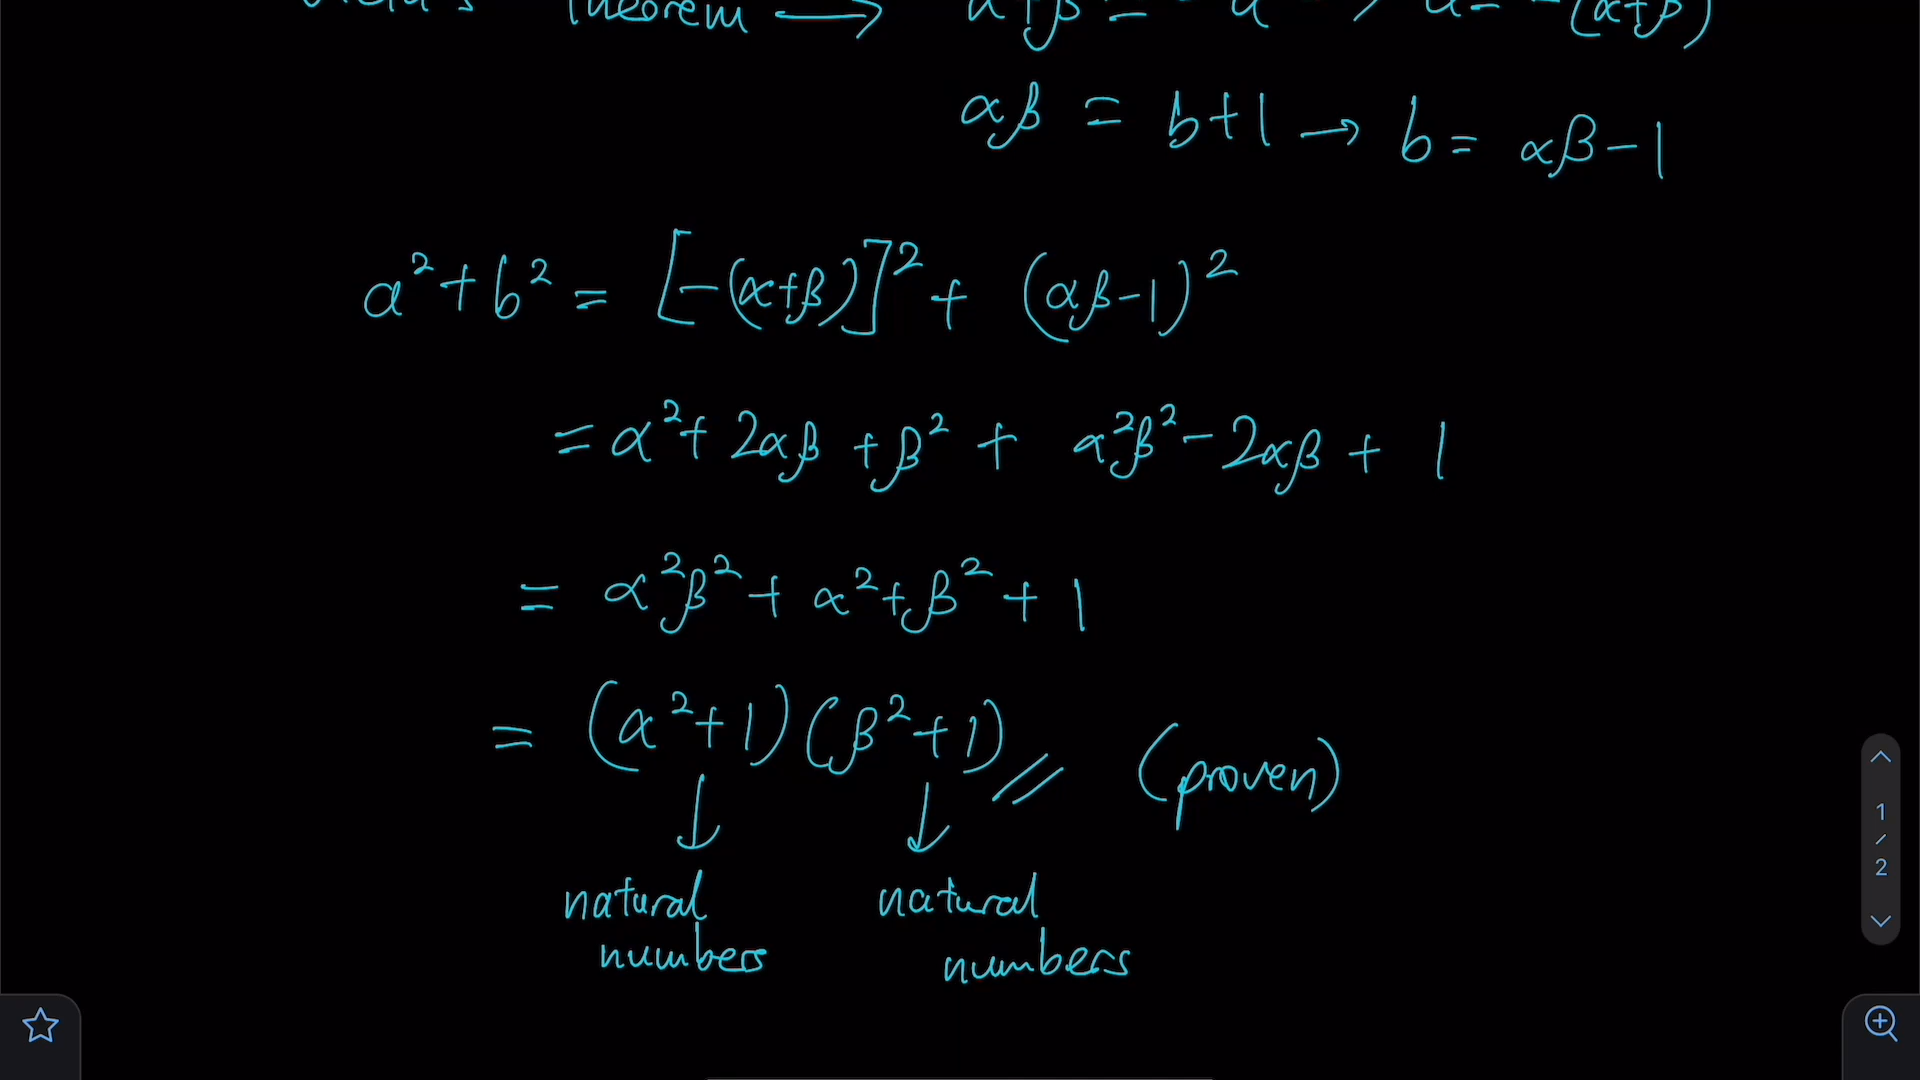 Theorem ⟶ α+β = -a → a = -(α+β)
αβ = b+1 → b = αβ-1
a²+b² = [-(α+β)]² + (αβ-1)²
= α²+ 2αβ + β² + α²β² - 2αβ + 1
= α²β² + α²+β² + 1
= (α²+1)(β²+1) // (proven)
↓ ↓
natural numbers
natural numbers
1
/
2